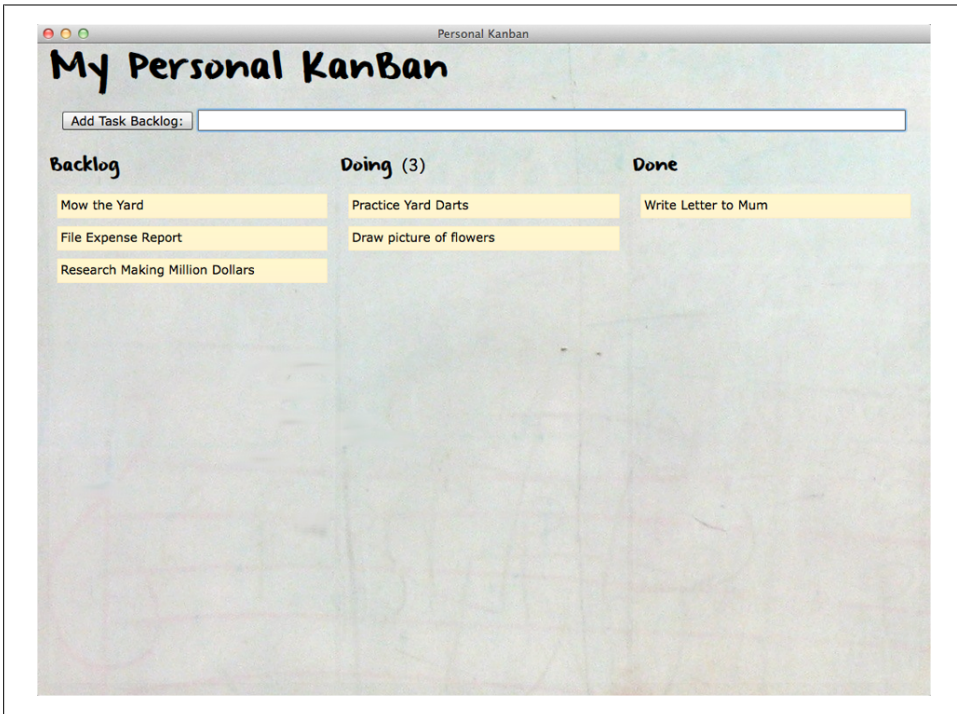 Personal Kanban
My Personal KanBan
Add Task Backlog:
Backlog
Doing (3)
Done
Mow the Yard
Practice Yard Darts
Write Letter to Mum
File Expense Report
Draw picture of flowers
Research Making Million Dollars